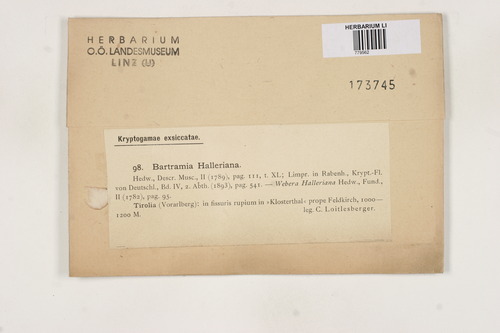 HERBARIUM
O.Ö. LANDESMUSEUM
LINZ (U)
HERBARIUM LI
770062
173745
Kryptogamae exsiccatae.
98. Bartramia Halleriana.
Hedw., Descr. Musc., II (1789), pag. 111, t. XL; Limpr. in Rabenh., Krypt.-Fl.
von Deutschl., Bd. IV, 2. Abth. (1893), pag. 541. — Webera Halleriana Hedw., Fund.,
II (1782), pag. 95.
Tirolia (Vorarlberg): in fissuris rupium in »Klosterthal« prope Feldkirch, 1000—
1200 M.
leg. C. Loitlesberger.